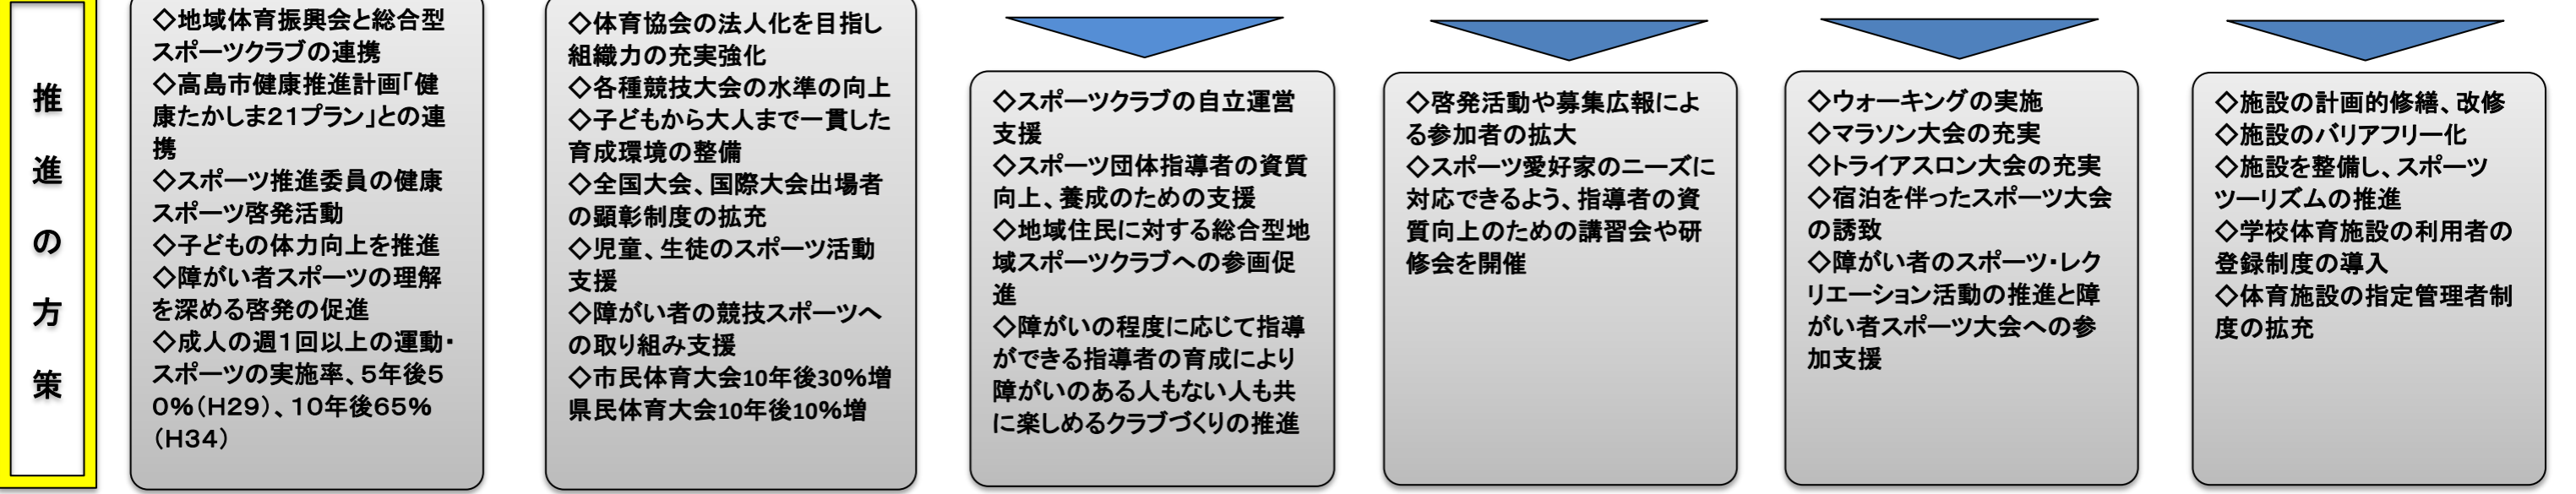 推進の方策
◇地域体育振興会と総合型
スポーツクラブの連携
◇高島市健康推進計画「健
康たかしま21プラン」との連
携
◇スポーツ推進委員の健康
スポーツ啓発活動
◇子どもの体力向上を推進
◇障がい者スポーツの理解
を深める啓発の促進
◇成人の週1回以上の運動・
スポーツの実施率、5年後5
0%(H29)、10年後65%
(H34)
◇体育協会の法人化を目指し
組織力の充実強化
◇各種競技大会の水準の向上
◇子どもから大人まで一貫した
育成環境の整備
◇全国大会、国際大会出場者
の顕彰制度の拡充
◇児童、生徒のスポーツ活動
支援
◇障がい者の競技スポーツへ
の取り組み支援
◇市民体育大会10年後30%増
県民体育大会10年後10%増
◇スポーツクラブの自立運営
支援
◇スポーツ団体指導者の資質
向上、養成のための支援
◇地域住民に対する総合型地
域スポーツクラブへの参画促
進
◇障がいの程度に応じて指導
ができる指導者の育成により
障がいのある人もない人も共
に楽しめるクラブづくりの推進
◇啓発活動や募集広報によ
る参加者の拡大
◇スポーツ愛好家のニーズに
対応できるよう、指導者の資
質向上のための講習会や研
修会を開催
◇ウォーキングの実施
◇マラソン大会の充実
◇トライアスロン大会の充実
◇宿泊を伴ったスポーツ大会
の誘致
◇障がい者のスポーツ・レク
リエーション活動の推進と障
がい者スポーツ大会への参
加支援
◇施設の計画的修繕、改修
◇施設のバリアフリー化
◇施設を整備し、スポーツ
ツーリズムの推進
◇学校体育施設の利用者の
登録制度の導入
◇体育施設の指定管理者制
度の拡充